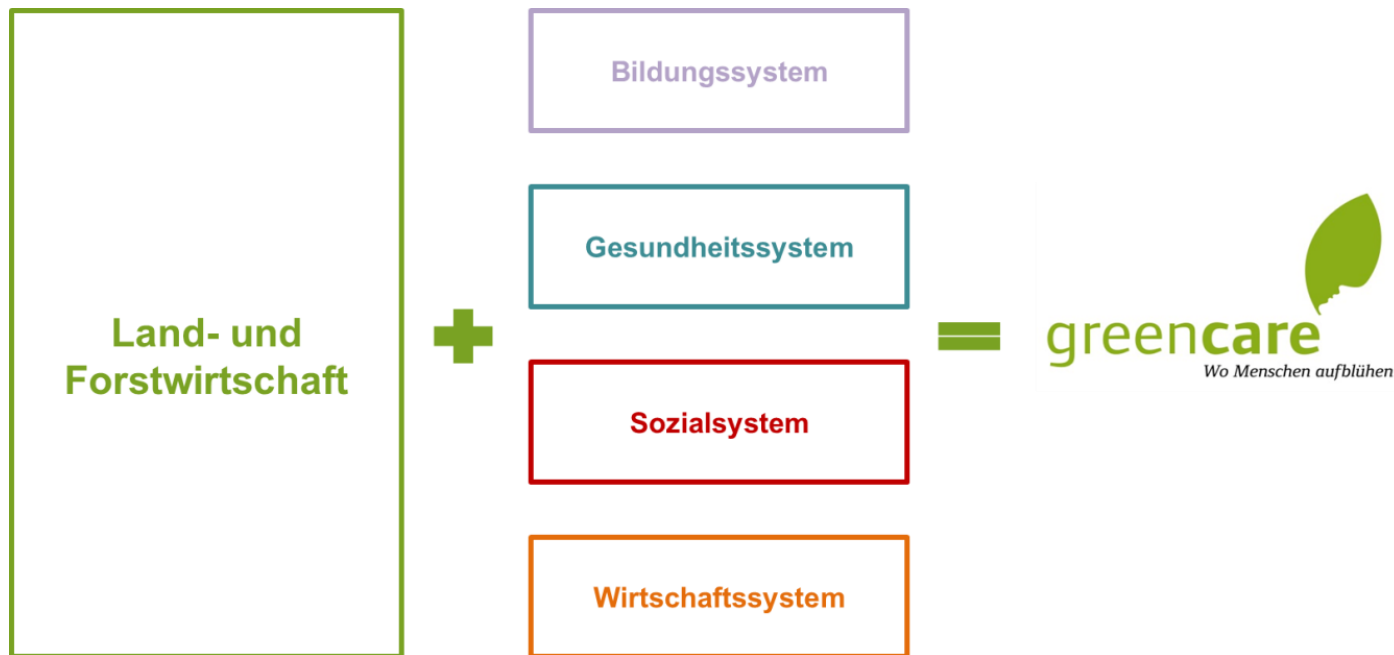 Land- und
Forstwirtschaft
Bildungssystem
Gesundheitssystem
Sozialsystem
Wirtschaftssystem
greencare
Wo Menschen aufblühen